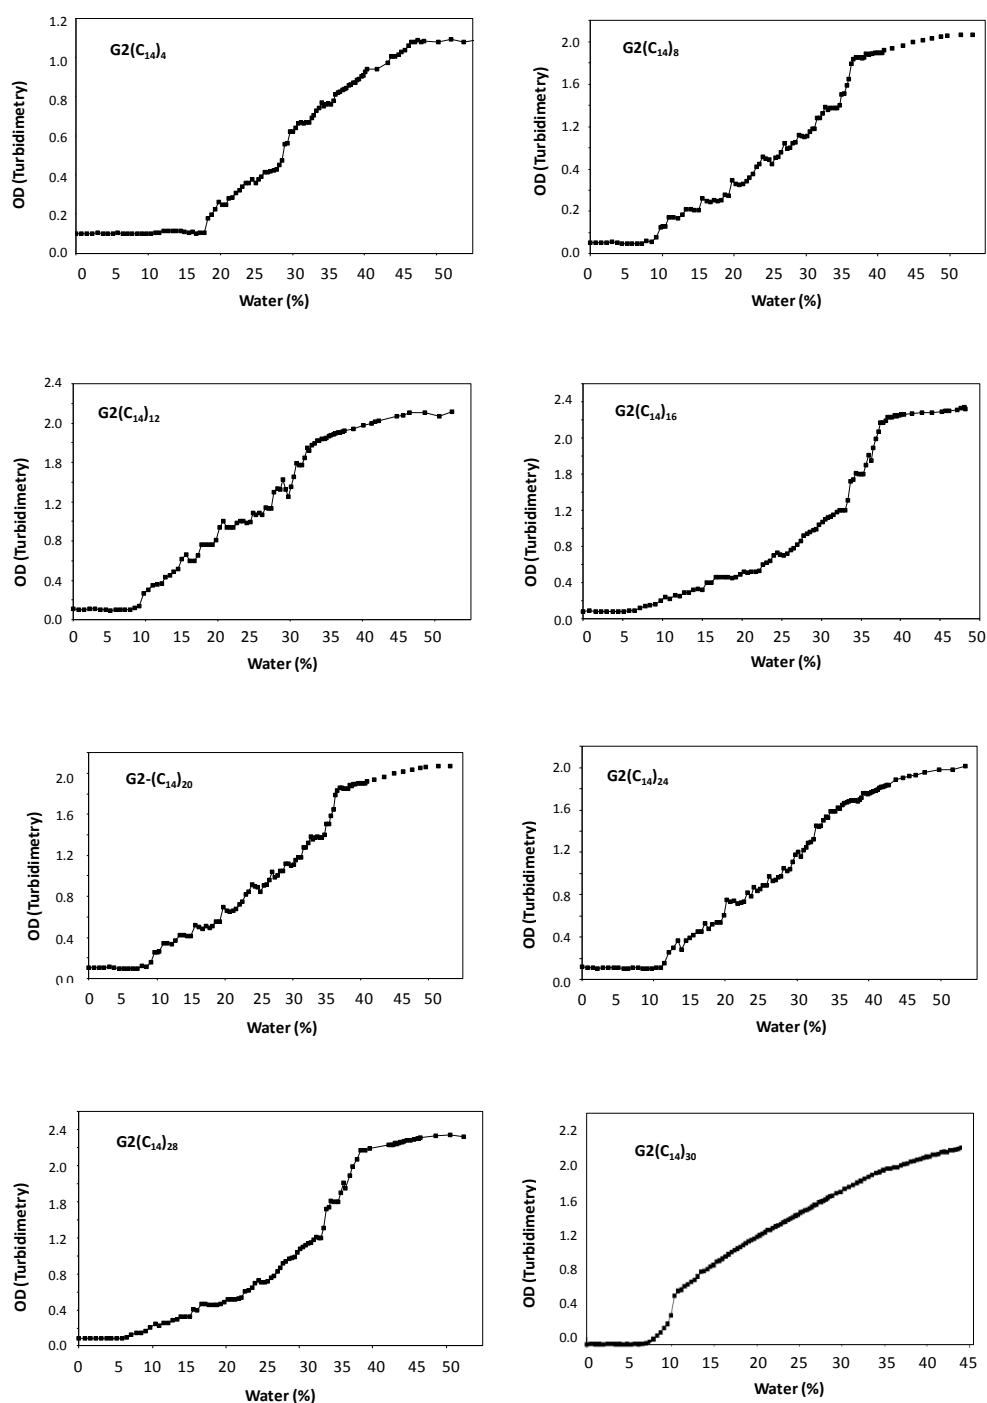 G2(C₁₄)₄
OD (Turbidimetry)
1.2
1.0
0.8
0.6
0.4
0.2
0.0
0 5 10 15 20 25 30 35 40 45 50 55
Water (%)
G2(C₁₄)₈
OD (Turbidimetry)
2.0
1.6
1.2
0.4
0.2
0.0
0 5 10 15 20 25 30 35 40 45 50
Water (%)
G2(C₁₄)₁₂
OD (Turbidimetry)
2.4
2.0
1.6
1.2
0.8
0.4
0.0
0 5 10 15 20 25 30 35 40 45 50
Water (%)
G2(C₁₄)₁₆
OD (Turbidimetry)
2.4
2.0
1.6
1.2
0.8
0.4
0.0
0 5 10 15 20 25 30 35 40 45 50
Water (%)
G2-(C₁₄)₂₀
OD (Turbidimetry)
2.0
1.6
1.2
0.8
0.4
0.0
0 5 10 15 20 25 30 35 40 45 50
Water (%)
G2(C₁₄)₂₄
OD (Turbidimetry)
2.0
1.6
1.2
0.8
0.4
0.0
0 5 10 15 20 25 30 35 40 45 50
Water (%)
G2(C₁₄)₂₈
OD (Turbidimetry)
2.4
2.0
1.6
1.2
0.8
0.4
0.0
0 5 10 15 20 25 30 35 40 45 50
Water (%)
G2(C₁₄)₃₀
OD (Turbidimetry)
2.2
2.0
1.6
1.2
0.8
0.4
0.0
0 5 10 15 20 25 30 35 40 45
Water (%)